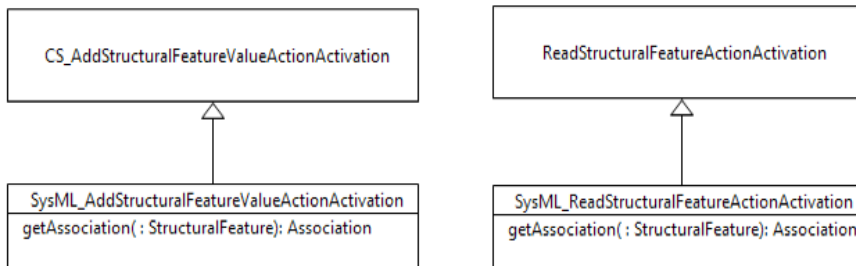 CS_AddStructuralFeatureValueActionActivation
ReadStructuralFeatureActionActivation
SysML_AddStructuralFeatureValueActionActivation
getAssociation( : StructuralFeature): Association
SysML_ReadStructuralFeatureActionActivation
getAssociation( : StructuralFeature): Association